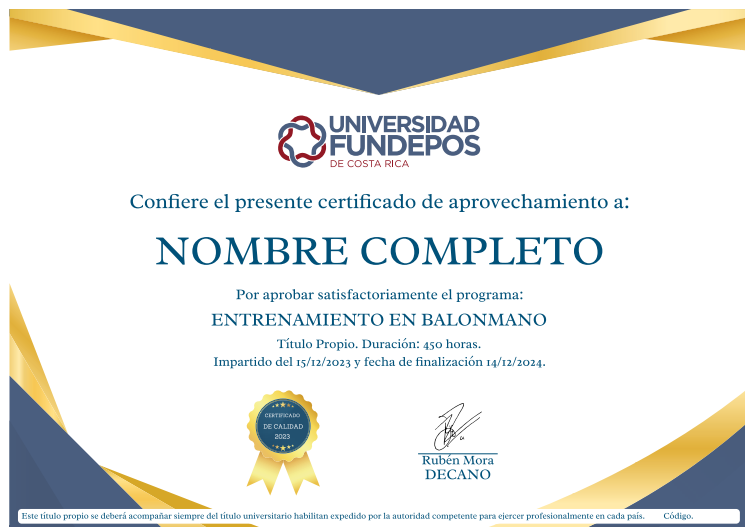 UNIVERSIDAD
FUNDEPOS
DE COSTA RICA
Confiere el presente certificado de aprovechamiento a:
NOMBRE COMPLETO
Por aprobar satisfactoriamente el programa:
ENTRENAMIENTO EN BALONMANO
Título Propio. Duración: 450 horas.
Impartido del 15/12/2023 y fecha de finalización 14/12/2024.
CERTIFICADO
DE CALIDAD
2023
Rubén Mora
DECANO
Este título propio se deberá acompañar siempre del título universitario habilitan expedido por la autoridad competente para ejercer profesionalmente en cada país. Código.